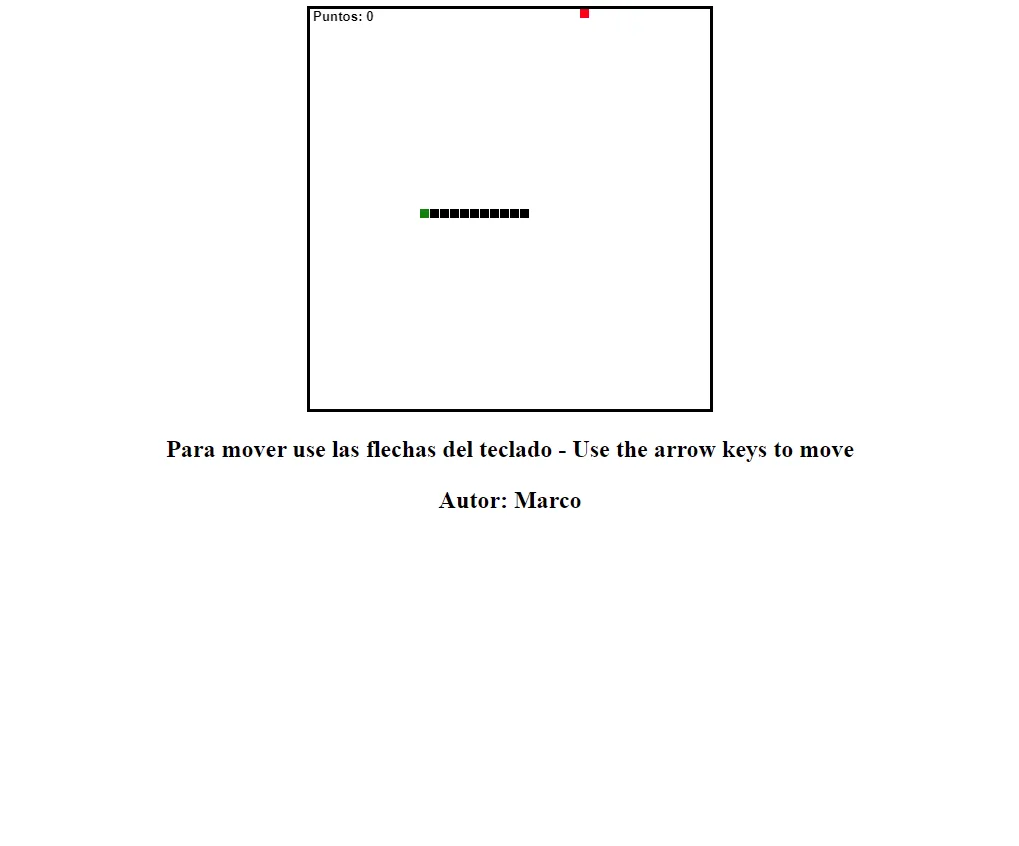 Puntos: 0
Para mover use las flechas del teclado - Use the arrow keys to move
Autor: Marco